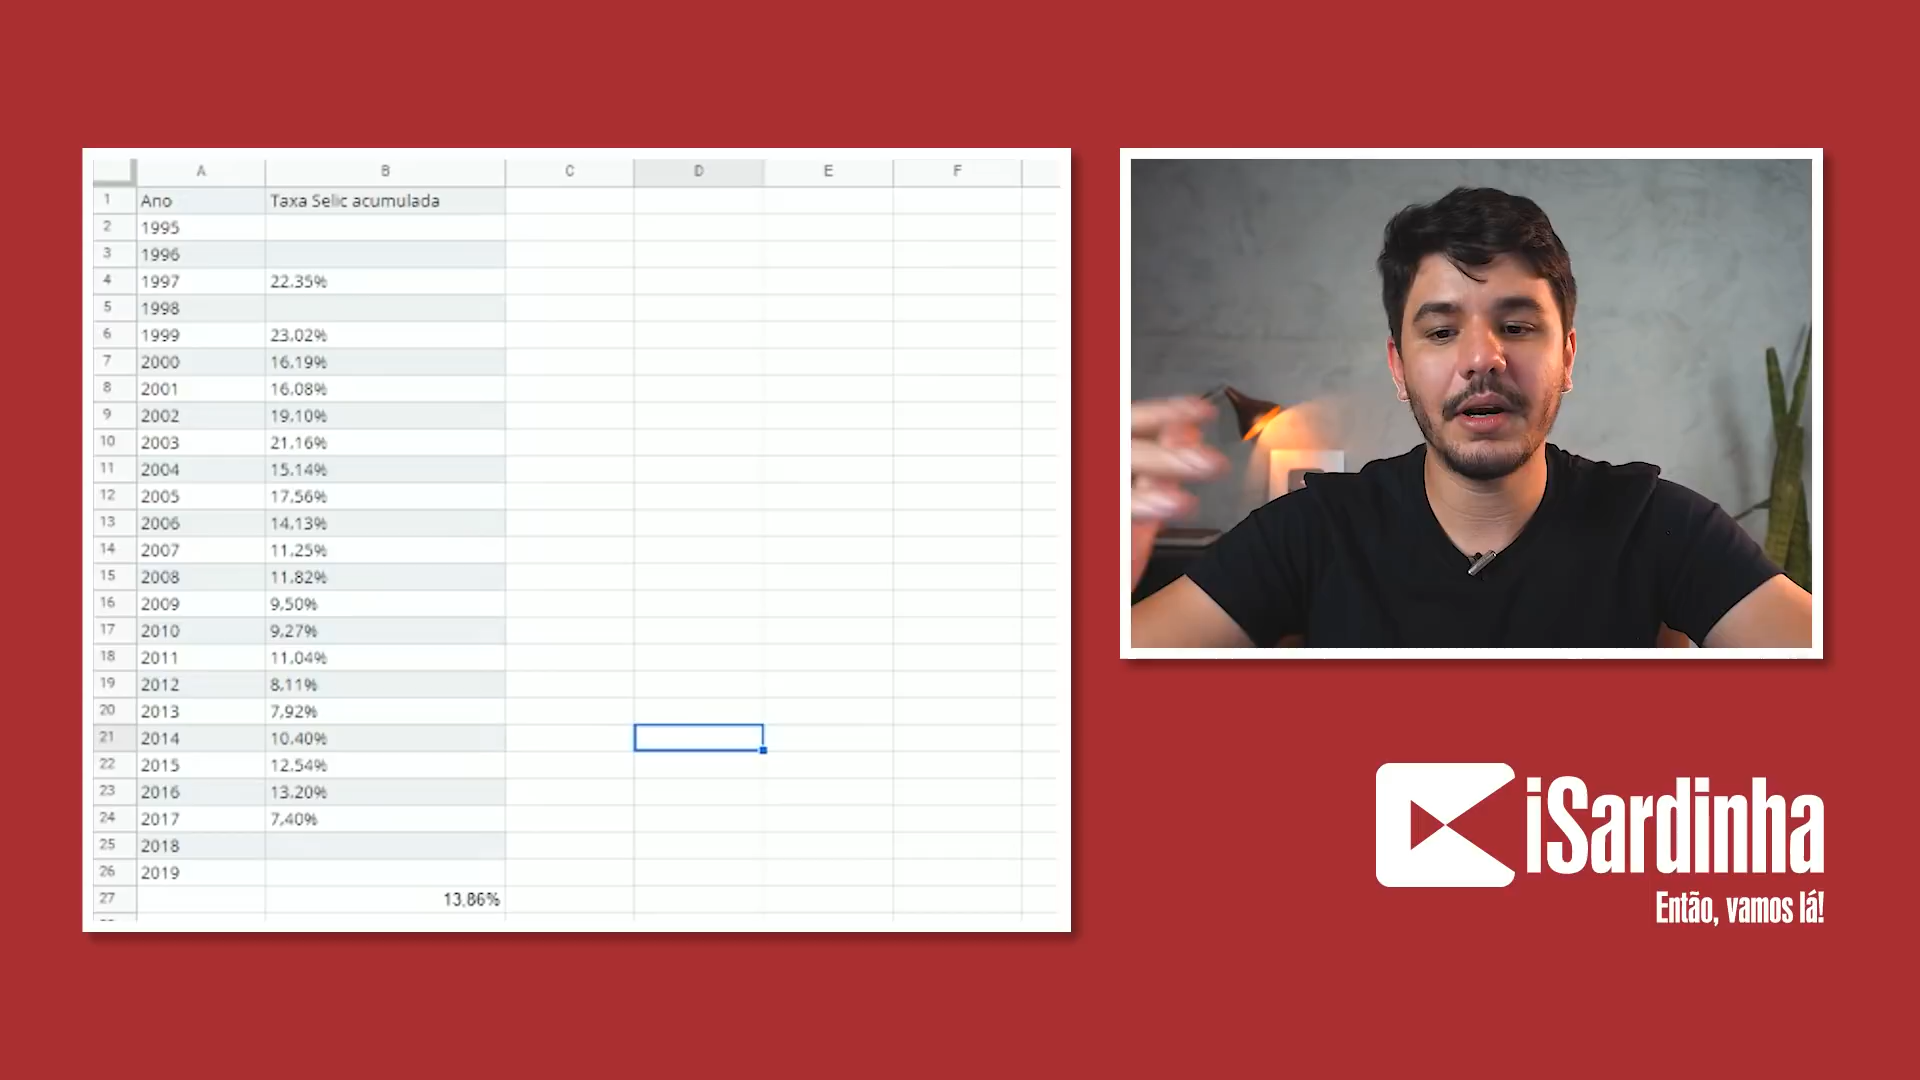 A B C D E F
1 Ano Taxa Selic acumulada
2 1995
3 1996
4 1997 22.35%
5 1998
6 1999 23,02%
7 2000 16,19%
8 2001 16,08%
9 2002 19,10%
10 2003 21,16%
11 2004 15,14%
12 2005 17,56%
13 2006 14,13%
14 2007 11,25%
15 2008 11,82%
16 2009 9,50%
17 2010 9,27%
18 2011 11,04%
19 2012 8,11%
20 2013 7,92%
21 2014 10,40%
22 2015 12,54%
23 2016 13,20%
24 2017 7,40%
25 2018
26 2019
27 13,86%
iSardinha
Então, vamos lá!